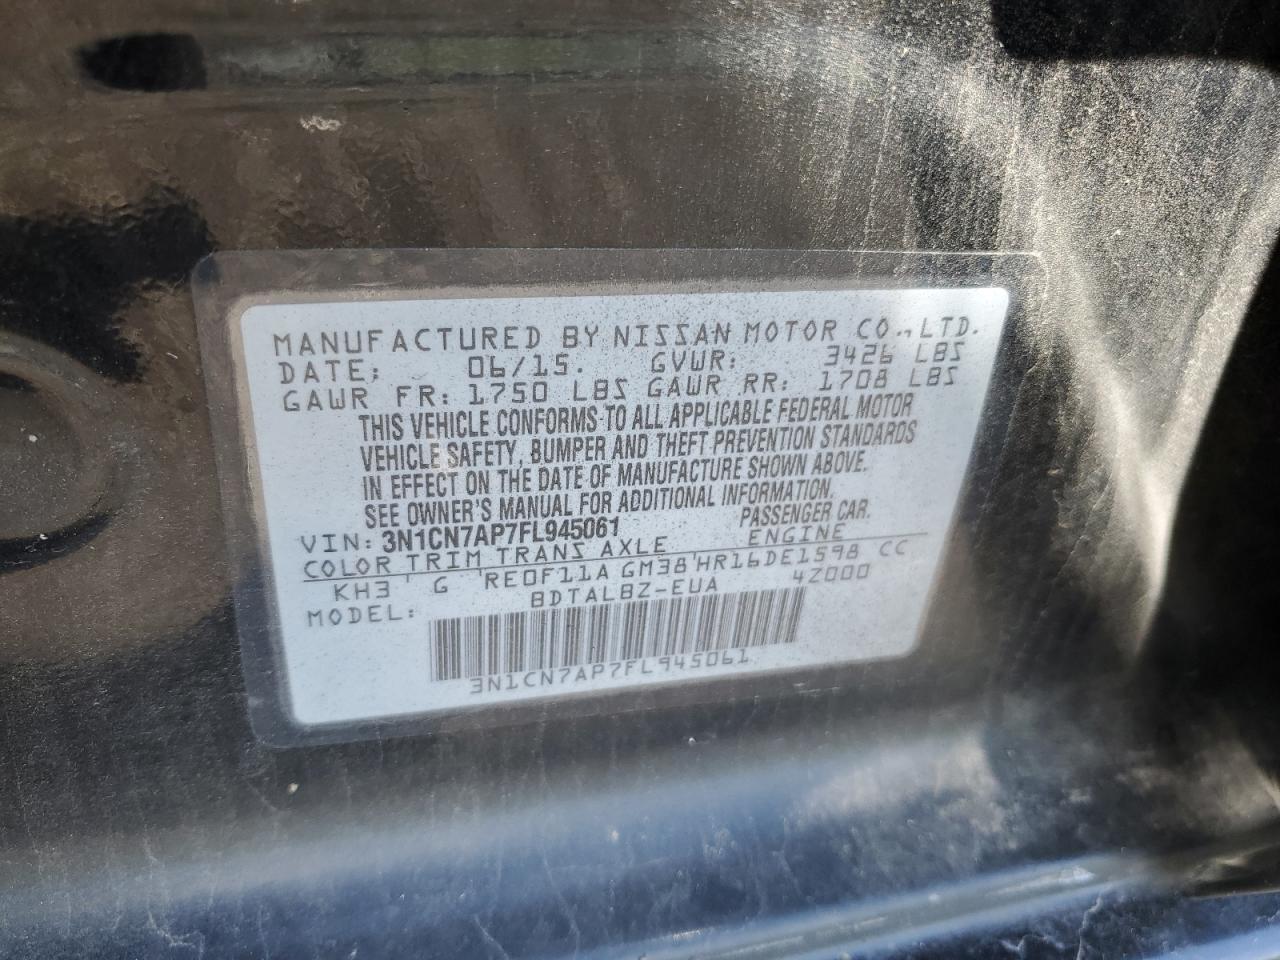 MANUFACTURED BY NISSAN MOTOR CO., LTD.
DATE: 06/15. GVWR: 3426 LBS
GAWR FR: 1750 LBS GAWR RR: 1708 LBS
THIS VEHICLE CONFORMS TO ALL APPLICABLE FEDERAL MOTOR
VEHICLE SAFETY, BUMPER AND THEFT PREVENTION STANDARDS
IN EFFECT ON THE DATE OF MANUFACTURE SHOWN ABOVE.
SEE OWNER'S MANUAL FOR ADDITIONAL INFORMATION.
VIN: 3N1CN7AP7FL945061 PASSENGER CAR.
COLOR TRIM TRANS AXLE ENGINE
KH3 G RE0F11A GM38 HR16DE1598 CC
MODEL: BDTALBZ-EUA 4Z000
3N1CN7AP7FL945061